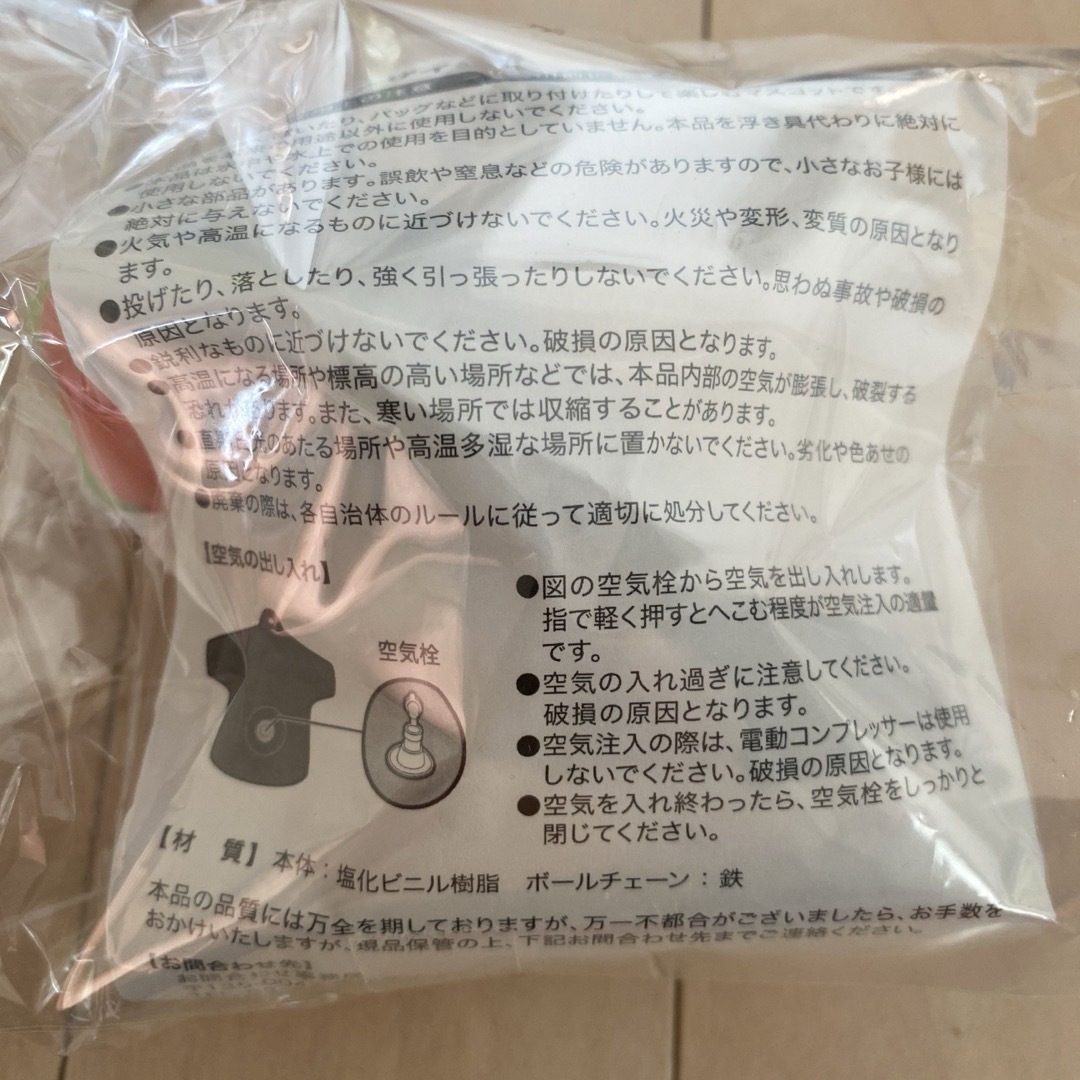 の注意
いたり、バッグなどに取り付けたりして楽しむマスコットです。
の用途以外に使用しないでください。
水上での使用を目的としていません。本品を浮き具代わりに絶対に
使用しないでください。
●小さな部品があります。誤飲や窒息などの危険がありますので、小さなお子様には
絶対に与えないでください。
●火気や高温になるものに近づけないでください。火災や変形、変質の原因となり
ます。
●投げたり、落としたり、強く引っ張ったりしないでください。思わぬ事故や破損の
原因となります。
●鋭利なものに近づけないでください。破損の原因となります。
●高温になる場所や標高の高い場所などでは、本品内部の空気が膨張し、破裂する
恐れがあります。また、寒い場所では収縮することがあります。
●直射日光のあたる場所や高温多湿な場所に置かないでください。劣化や色あせの
原因となります。
●廃棄の際は、各自治体のルールに従って適切に処分してください。
【空気の出し入れ】
空気栓
●図の空気栓から空気を出し入れします。
指で軽く押すとへこむ程度が空気注入の適量
です。
●空気の入れ過ぎに注意してください。
破損の原因となります。
●空気注入の際は、電動コンプレッサーは使用
しないでください。破損の原因となります。
●空気を入れ終わったら、空気栓をしっかりと
閉じてください。
【材 質】本体：塩化ビニル樹脂 ボールチェーン：鉄
本品の品質には万全を期しておりますが、万一不都合がございましたら、お手数を
おかけいたしますが、現品保管の上、下記お問合わせ先までご連絡ください。
【お問合わせ先】
お問合わせ事務局